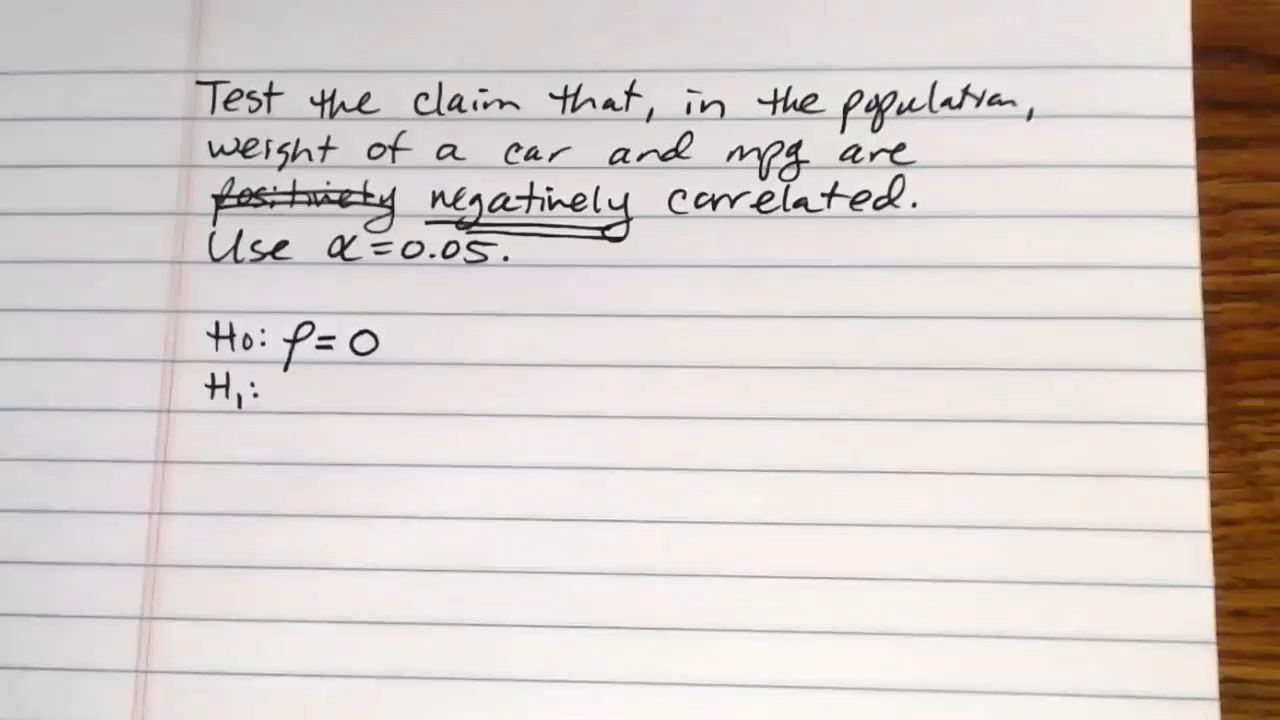 Test the claim that, in the population,
weight of a car and mpg are
positively negatively correlated.
Use α=0.05.
H0: ρ=0
H1: